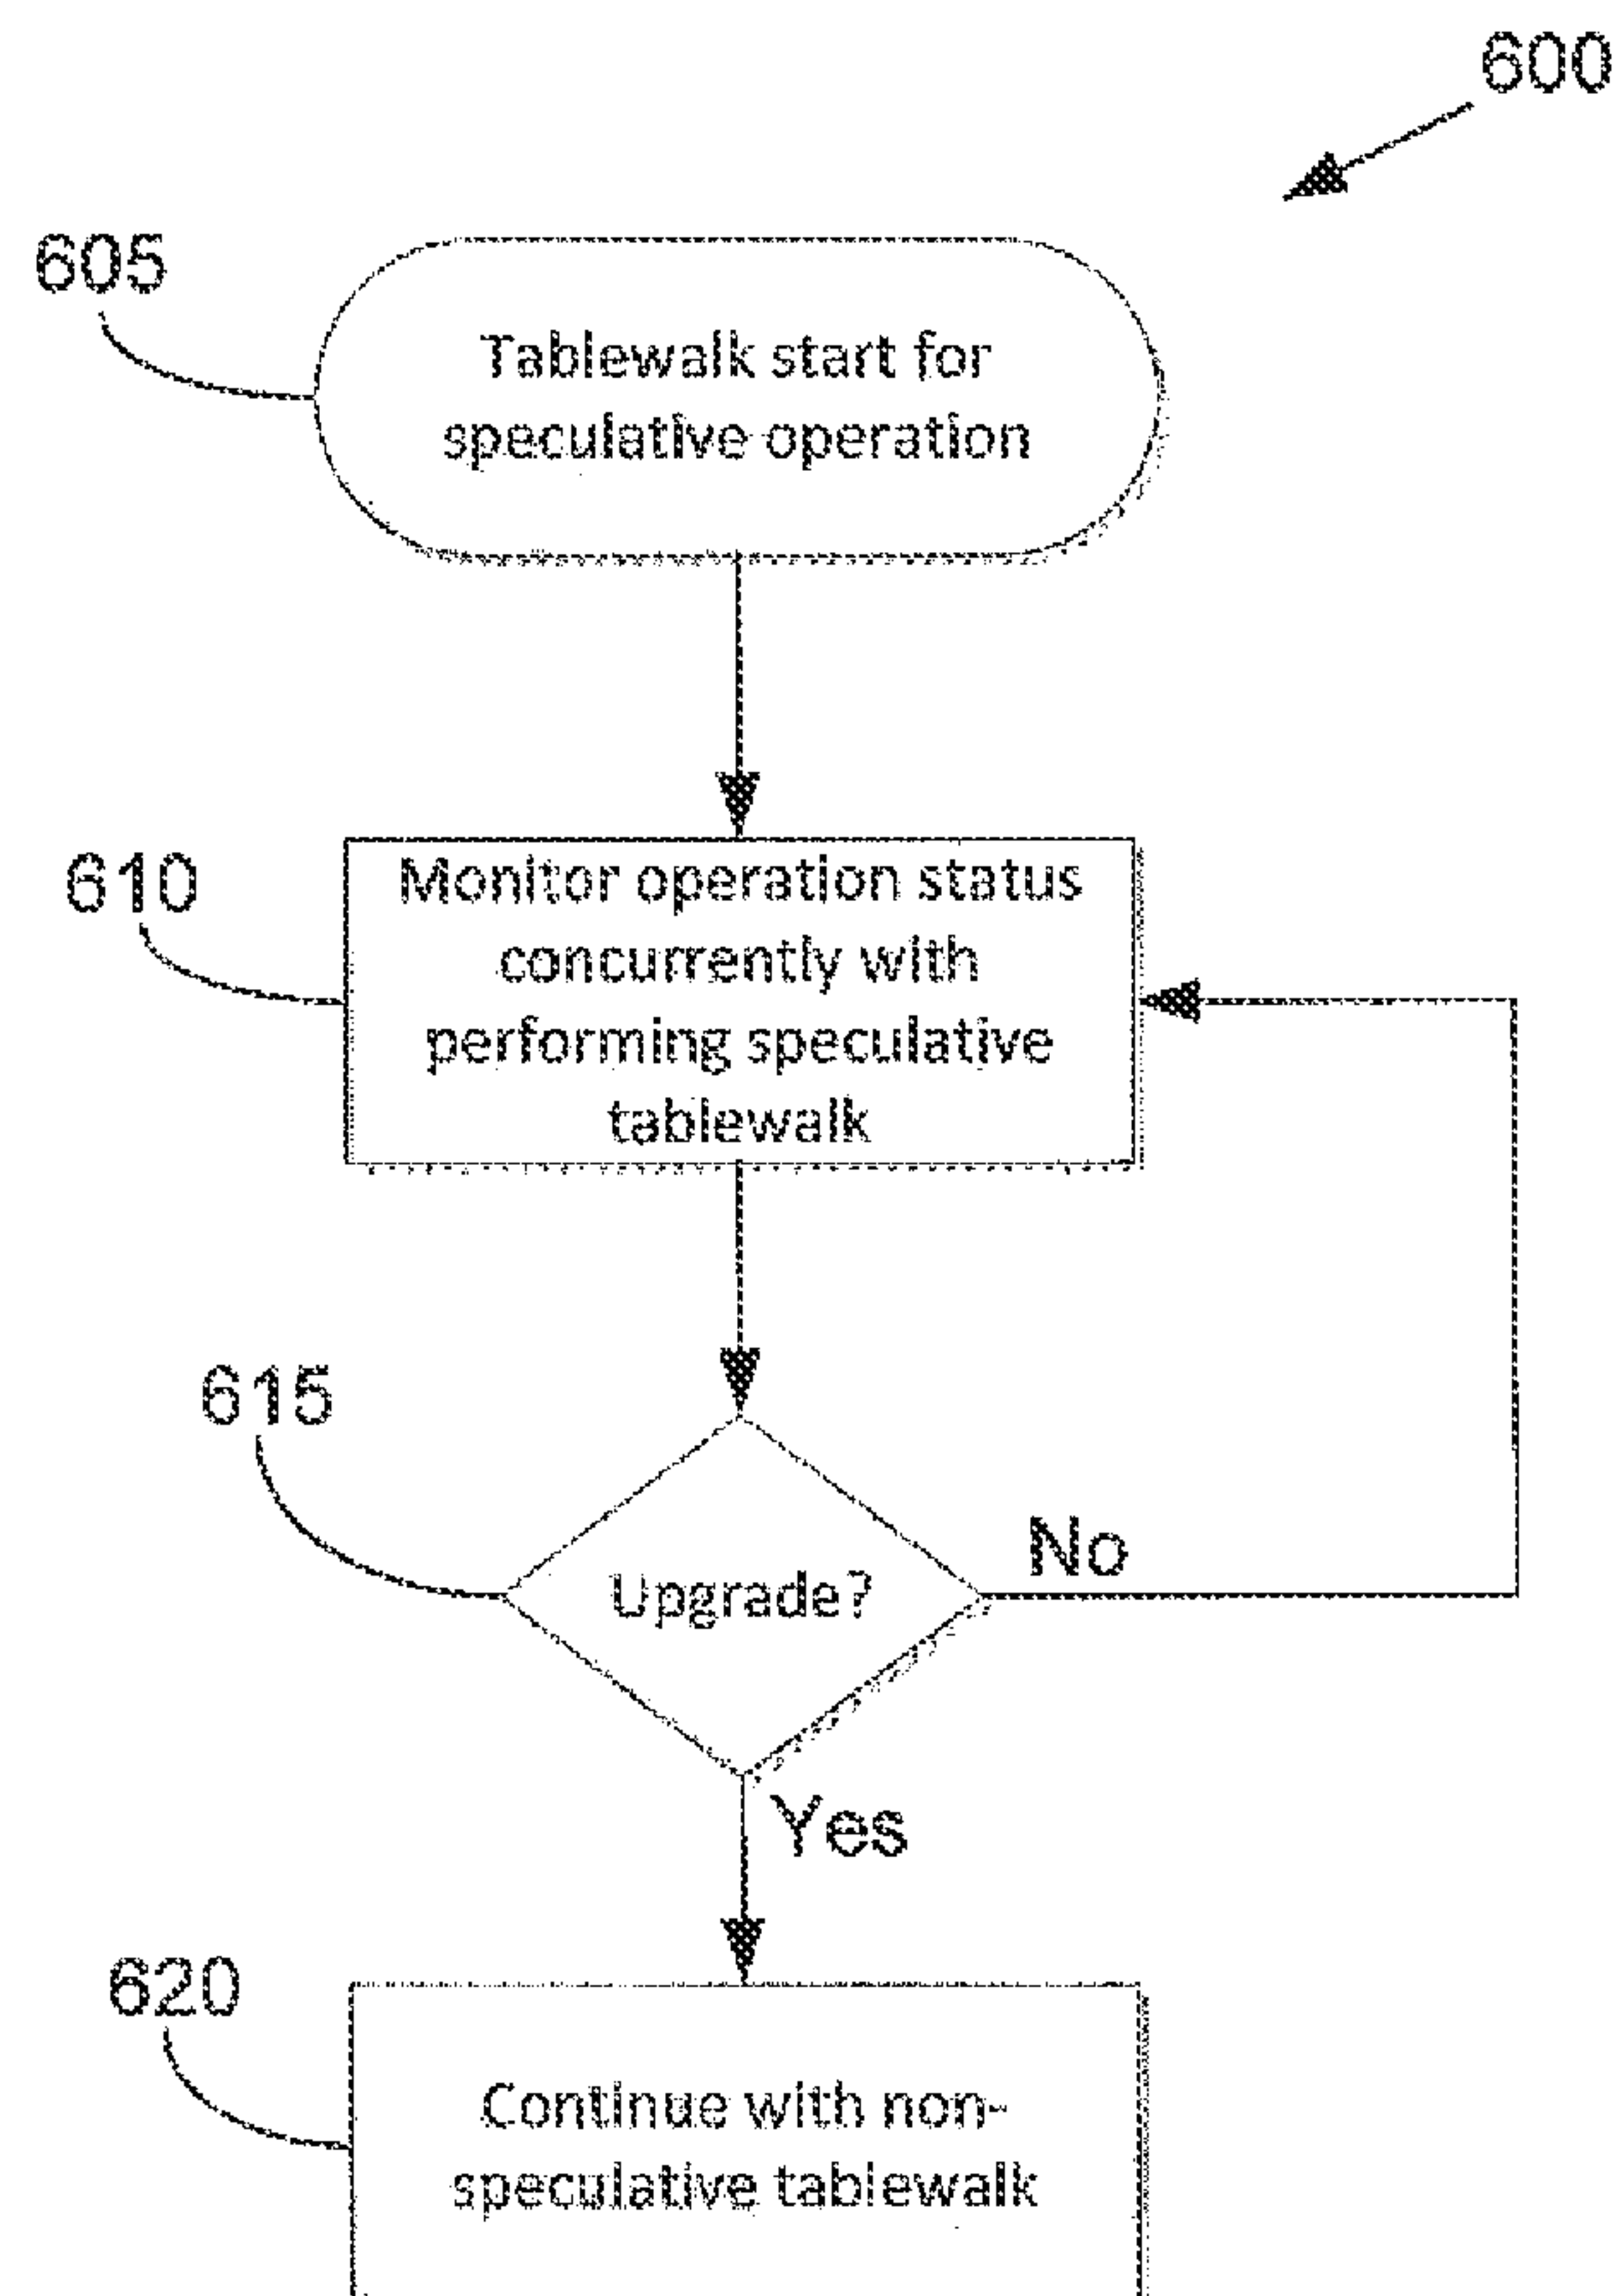 600
605
Tablewalk start for
speculative operation
610
Monitor operation status
concurrently with
performing speculative
tablewalk
615
Upgrade?
No
Yes
620
Continue with non-
speculative tablewalk